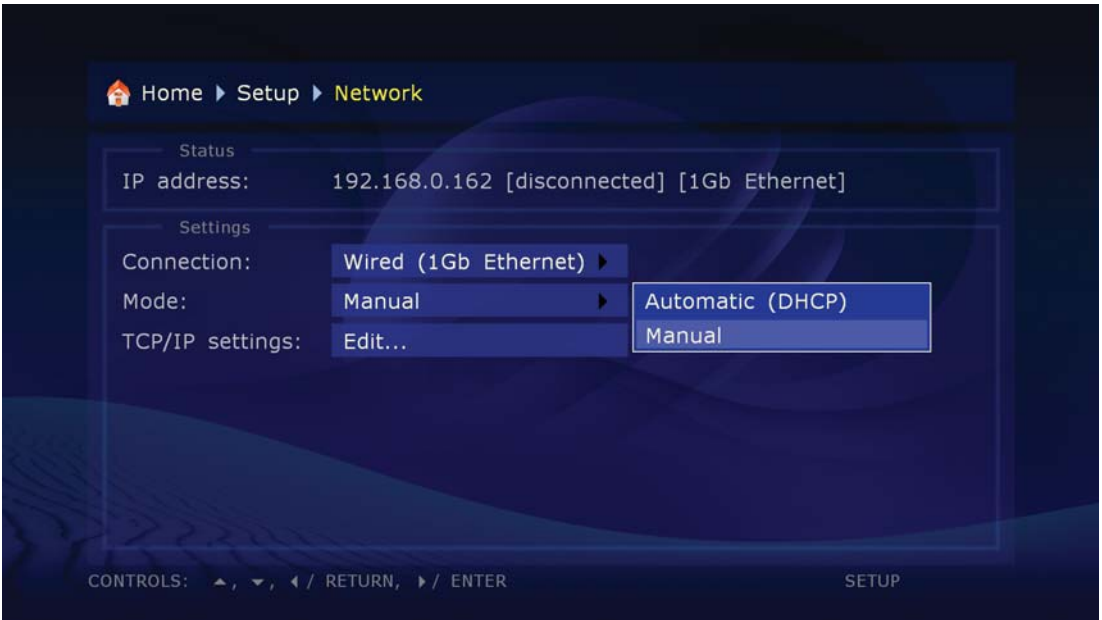 Home Setup Network
Status
IP address: 192.168.0.162 [disconnected] [1Gb Ethernet]
Settings
Connection: Wired (1Gb Ethernet)
Mode: Manual Automatic (DHCP)
Manual
TCP/IP settings: Edit...
CONTROLS: ▲, ▼, ◀ / RETURN, ▶ / ENTER SETUP